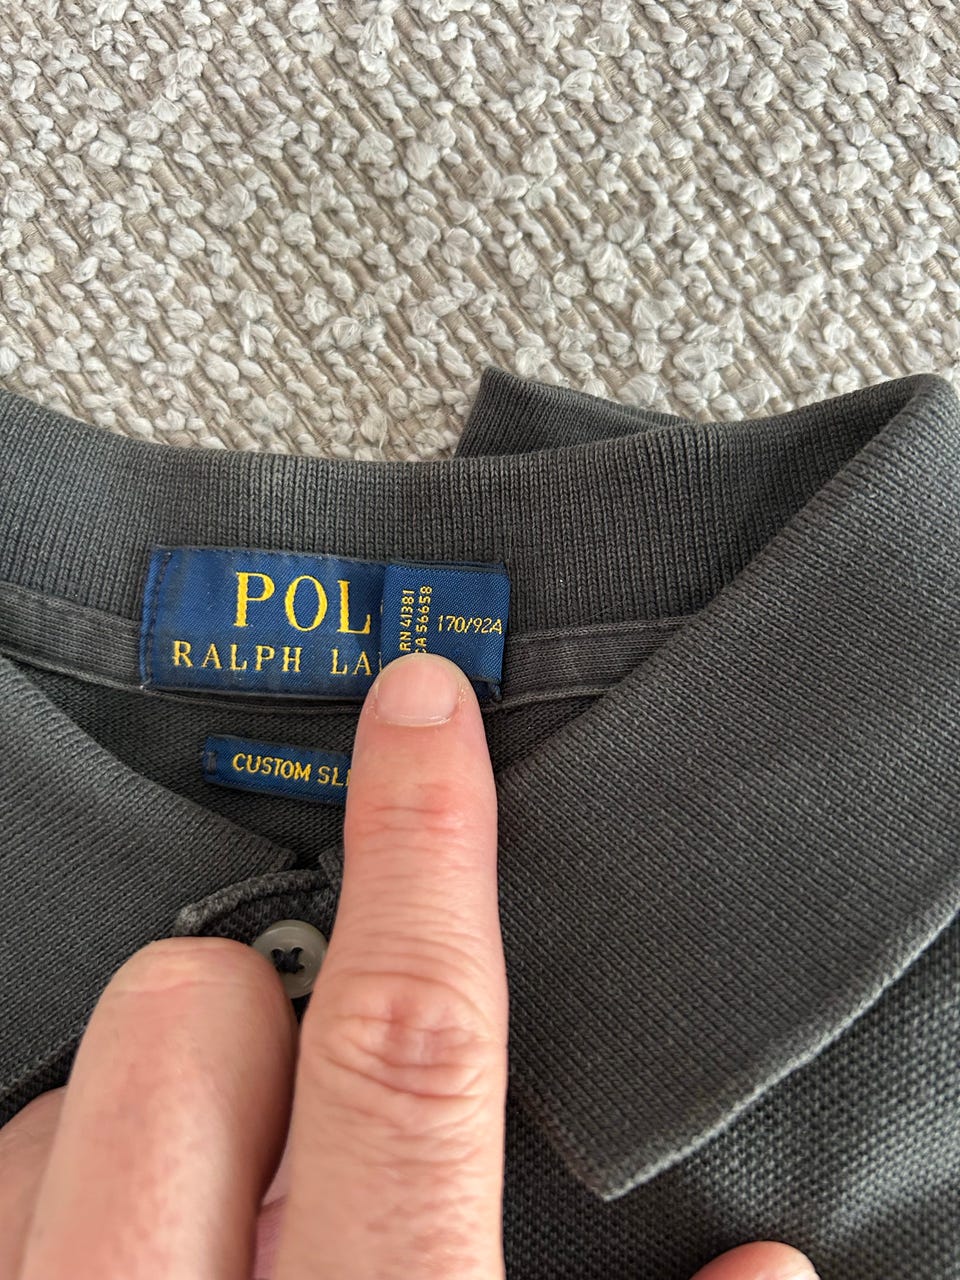 POL
RALPH LA
RN 41381
CA 56658
170/92A
CUSTOM SL